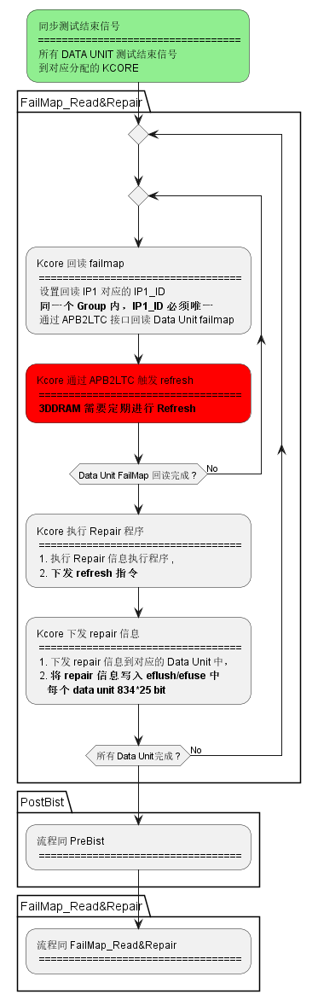 同步测试结束信号
==================================
所有 DATA UNIT 测试结束信号
到对应分配的 KCORE
FailMap_Read&Repair
Kcore 回读 failmap
==================================
设置回读 IP1 对应的 IP1_ID
同一个 Group 内，IP1_ID 必须唯一
通过 APB2LTC 接口回读 Data Unit failmap
Kcore 通过 APB2LTC 触发 refresh
==================================
3DDRAM 需要定期进行 Refresh
Data Unit FailMap 回读完成 ?
No
Kcore 执行 Repair 程序
==================================
1. 执行 Repair 信息执行程序 ,
2. 下发 refresh 指令
Kcore 下发 repair 信息
==================================
1. 下发 repair 信息到对应的 Data Unit 中，
2. 将 repair 信息写入 eflush/efuse 中
每个 data unit 834*25 bit
所有 Data Unit 完成 ?
No
PostBist
流程同 PreBist
==================================
FailMap_Read&Repair
流程同 FailMap_Read&Repair
==================================